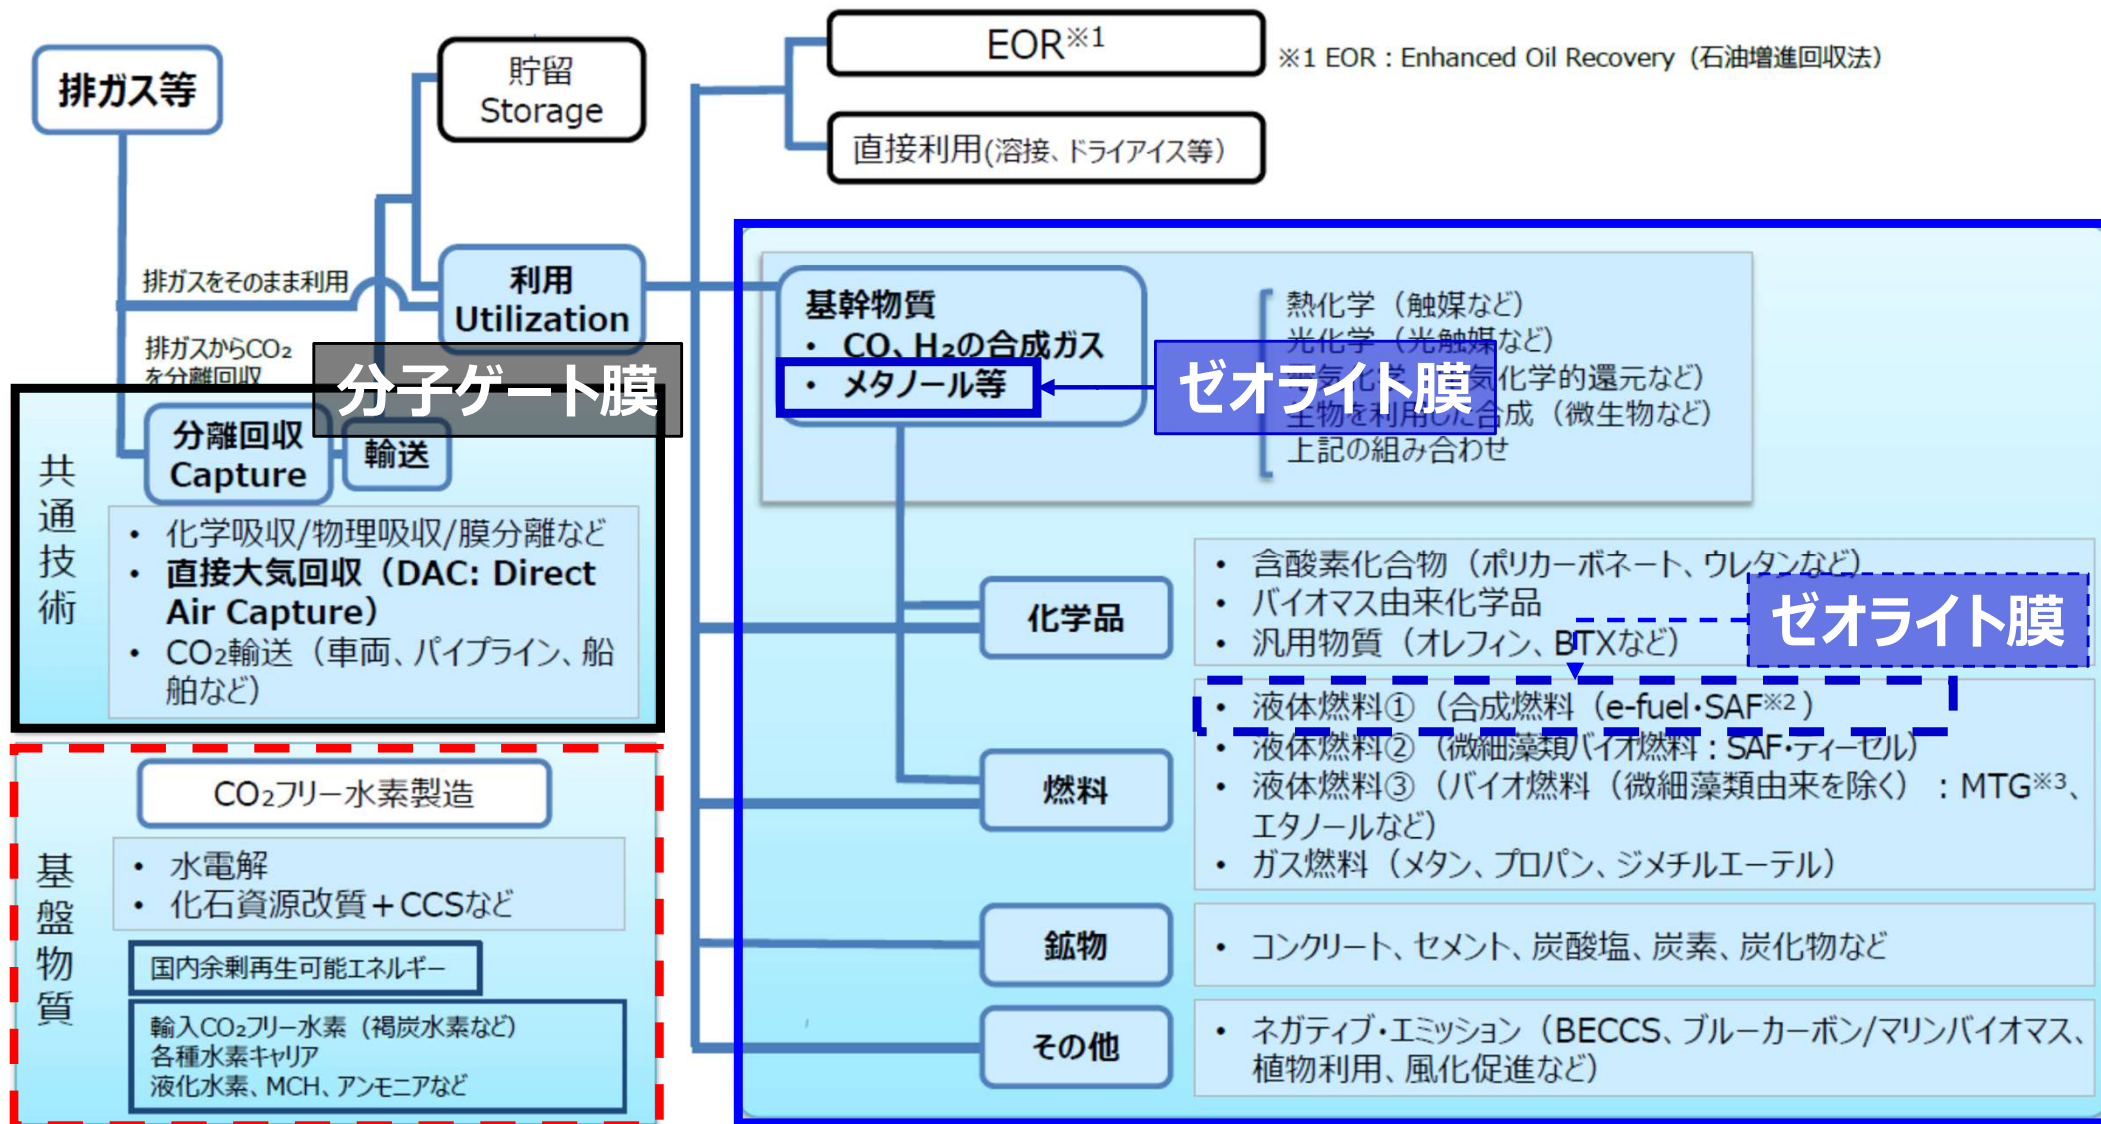 排ガス等
貯留
Storage
EOR※1
※1 EOR：Enhanced Oil Recovery（石油増進回収法）
直接利用(溶接、ドライアイス等）
排ガスをそのまま利用
利用
Utilization
排ガスからCO₂
を分離回収
分子ゲート膜
共通技術
分離回収
Capture
輸送
• 化学吸収/物理吸収/膜分離など
• 直接大気回収（DAC: Direct
Air Capture）
• CO₂輸送（車両、パイプライン、船
舶など）
基盤物質
CO₂フリー水素製造
• 水電解
• 化石資源改質＋CCSなど
国内余剰再生可能エネルギー
輸入CO₂フリー水素（褐炭水素など）
各種水素キャリア
液化水素、MCH、アンモニアなど
基幹物質
• CO、H₂の合成ガス
• メタノール等
ゼオライト膜
熱化学（触媒など）
光化学（光触媒など）
気化学的還元など）
生物を利用した合成（微生物など）
上記の組み合わせ
化学品
• 含酸素化合物（ポリカーボネート、ウレタンなど）
• バイオマス由来化学品
• 汎用物質（オレフィン、BTXなど）
ゼオライト膜
燃料
• 液体燃料①（合成燃料（e-fuel・SAF※2）
• 液体燃料②（微細藻類バイオ燃料：SAF・ディーゼル）
• 液体燃料③（バイオ燃料（微細藻類由来を除く）：MTG※3、
エタノールなど）
• ガス燃料（メタン、プロパン、ジメチルエーテル）
鉱物
• コンクリート、セメント、炭酸塩、炭素、炭化物など
その他
• ネガティブ・エミッション（BECCS、ブルーカーボン/マリンバイオマス、
植物利用、風化促進など）